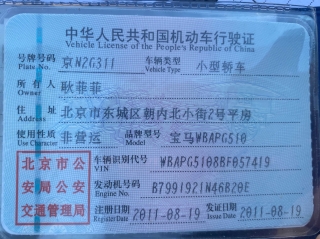 中华人民共和国机动车行驶证
Vehicle License of the People's Republic of China
号牌号码 京N2G311 车辆类型 小型轿车
Plate No. Vehicle Type
所有人 耿菲菲
Owner
住址 北京市东城区朝内北小街2号平房
Address
使用性质 非营运 品牌型号 宝马WBAPG510
Use Character Model
北京市公安局公安交通管理局
车辆识别代号 WBAPG5108BF057419
VIN
发动机号码 B7991921N46B20E
Engine No.
注册日期 2011-08-19 发证日期 2011-08-19
Register Date Issue Date